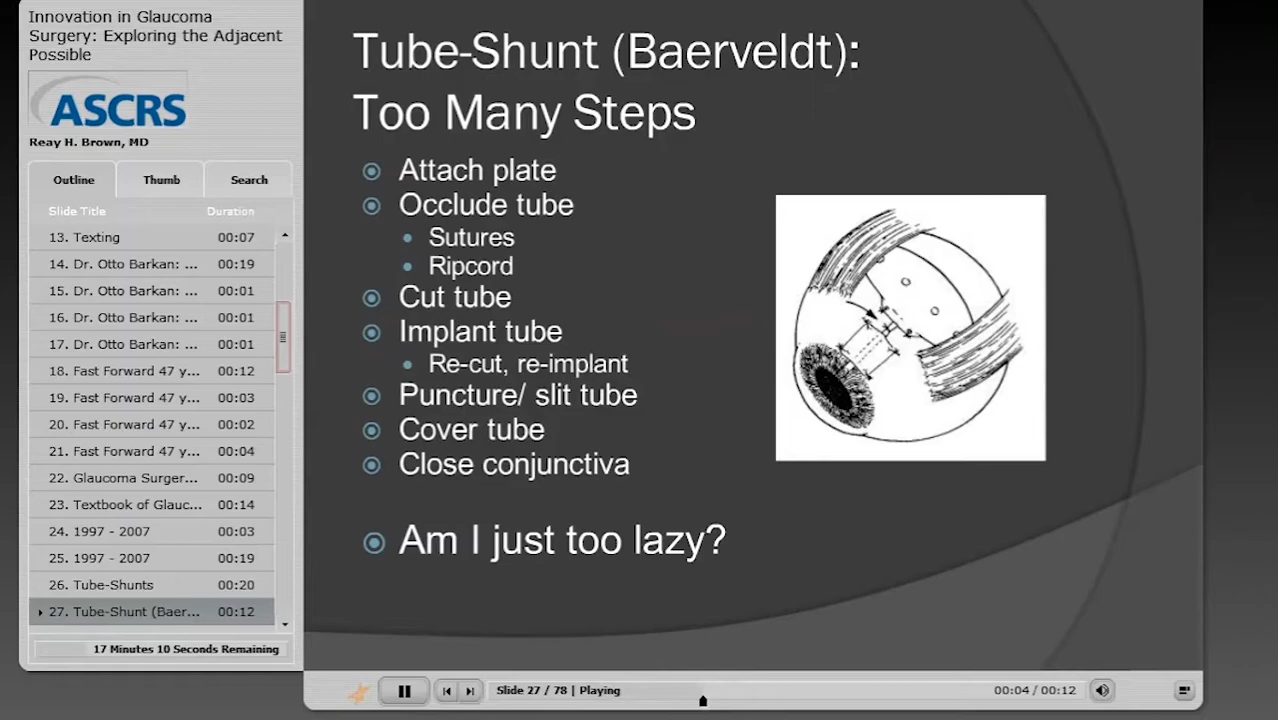 Innovation in Glaucoma
Surgery: Exploring the Adjacent
Possible
ASCRS
Reay H. Brown, MD
Outline Thumb Search
Slide Title Duration
13. Texting 00:07
14. Dr. Otto Barkan: ... 00:19
15. Dr. Otto Barkan: ... 00:01
16. Dr. Otto Barkan: ... 00:01
17. Dr. Otto Barkan: ... 00:01
18. Fast Forward 47 y... 00:12
19. Fast Forward 47 y... 00:03
20. Fast Forward 47 y... 00:02
21. Fast Forward 47 y... 00:04
22. Glaucoma Surger... 00:09
23. Textbook of Glauc... 00:14
24. 1997 - 2007 00:03
25. 1997 - 2007 00:19
26. Tube-Shunts 00:20
27. Tube-Shunt (Baer... 00:12
17 Minutes 10 Seconds Remaining
Tube-Shunt (Baerveldt):
Too Many Steps
Attach plate
Occlude tube
Sutures
Ripcord
Cut tube
Implant tube
Re-cut, re-implant
Puncture/ slit tube
Cover tube
Close conjunctiva
Am I just too lazy?
Slide 27 / 78 | Playing
00:04 / 00:12